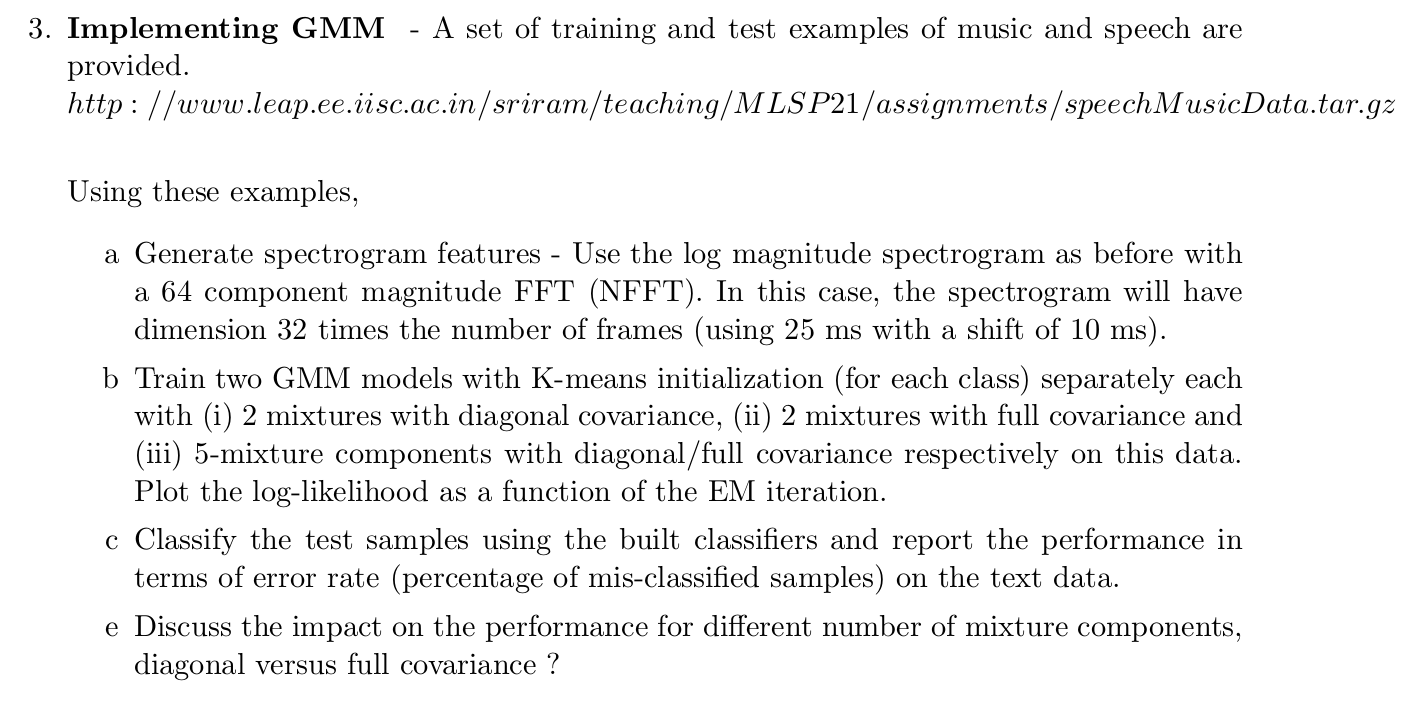 3. Implementing GMM - A set of training and test examples of music and speech are
provided.
http : //www.leap.ee.iisc.ac.in/sriram/teaching/MLSP21/assignments/speechMusicData.tar.gz
Using these examples,
a Generate spectrogram features - Use the log magnitude spectrogram as before with
a 64 component magnitude FFT (NFFT). In this case, the spectrogram will have
dimension 32 times the number of frames (using 25 ms with a shift of 10 ms).
b Train two GMM models with K-means initialization (for each class) separately each
with (i) 2 mixtures with diagonal covariance, (ii) 2 mixtures with full covariance and
(iii) 5-mixture components with diagonal/full covariance respectively on this data.
Plot the log-likelihood as a function of the EM iteration.
c Classify the test samples using the built classifiers and report the performance in
terms of error rate (percentage of mis-classified samples) on the text data.
e Discuss the impact on the performance for different number of mixture components,
diagonal versus full covariance ?